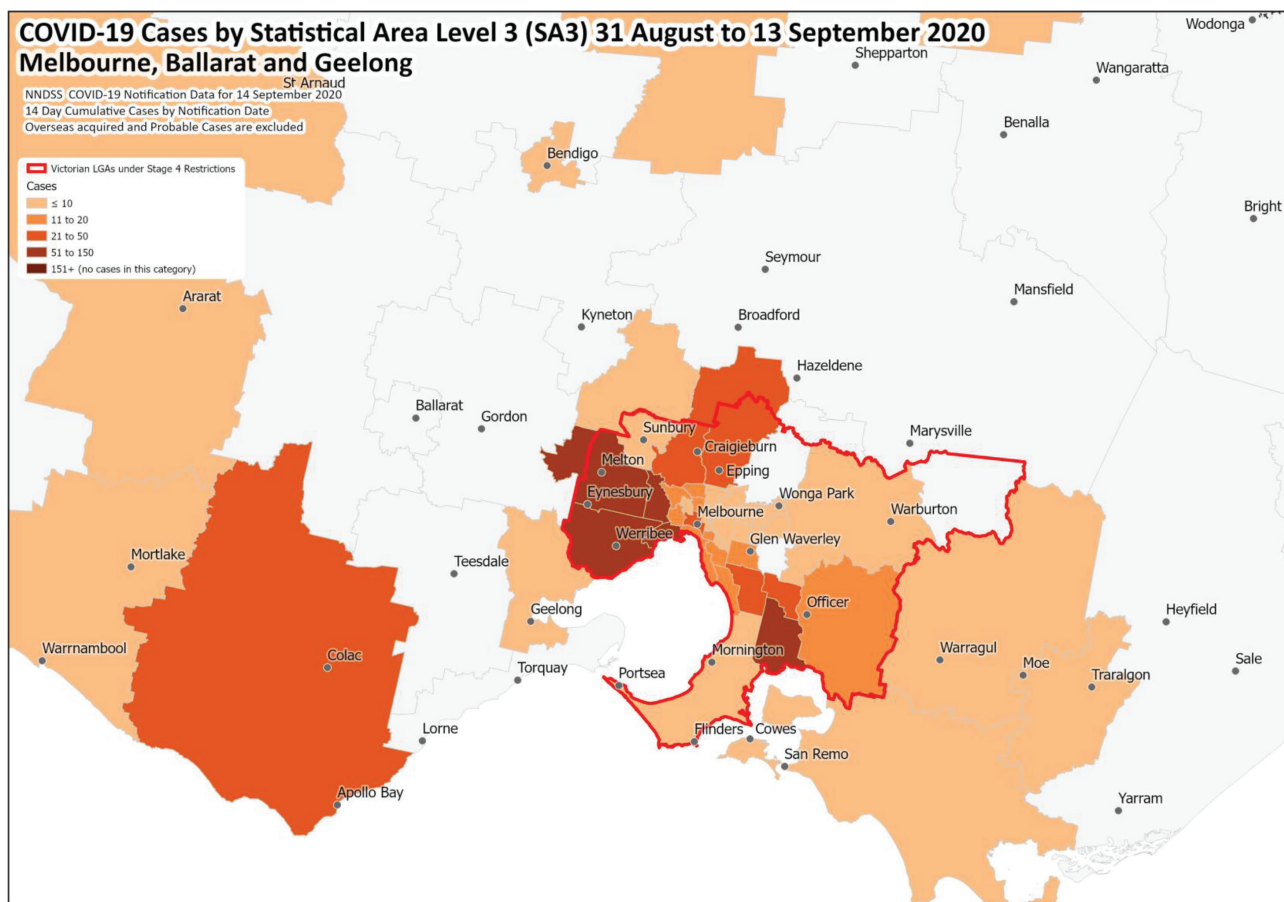 COVID-19 Cases by Statistical Area Level 3 (SA3) 31 August to 13 September 2020
Melbourne, Ballarat and Geelong
NNDSS COVID-19 Notification Data for 14 September 2020
14 Day Cumulative Cases by Notification Date
Overseas acquired and Probable Cases are excluded
Victorian LGAs under Stage 4 Restrictions
Cases
≤ 10
11 to 20
21 to 50
51 to 150
151+ (no cases in this category)
Wodonga
Shepparton
Wangaratta
St Arnaud
Benalla
Bendigo
Bright
Seymour
Mansfield
Ararat
Kyneton
Broadford
Hazeldene
Ballarat
Gordon
Sunbury
Marysville
Craigieburn
Melton
Epping
Eynesbury
Wonga Park
Melbourne
Warburton
Werribee
Glen Waverley
Mortlake
Teesdale
Geelong
Officer
Heyfield
Warrnambool
Colac
Torquay
Portsea
Mornington
Warragul
Moe
Traralgon
Sale
Lorne
Flinders
Cowes
San Remo
Apollo Bay
Yarram